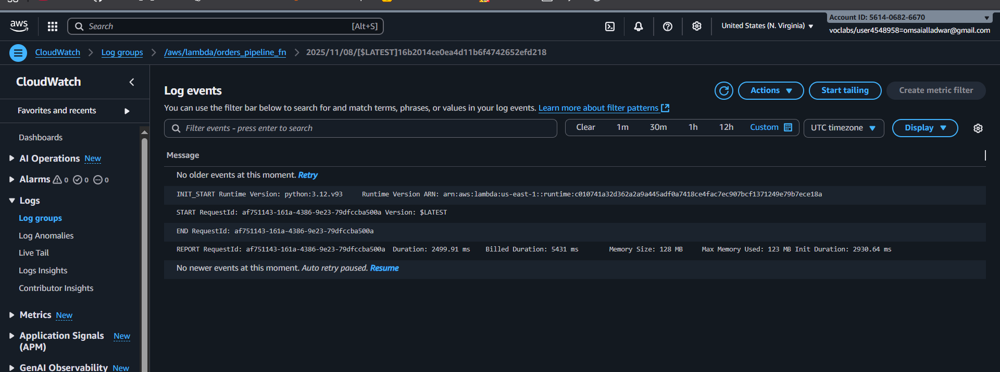 aws
Search [Alt+S]
United States (N. Virginia)
Account ID: 5614-0682-6670
voclabs/user4548958=omsaialladwar@gmail.com
CloudWatch
Log groups
/aws/lambda/orders_pipeline_fn
2025/11/08/[$LATEST]16b2014ce0ea4d11b6f4742652efd218
CloudWatch
Favorites and recents
Dashboards
AI Operations New
Alarms 0 0 0
Logs
Log groups
Log Anomalies
Live Tail
Logs Insights
Contributor Insights
Metrics New
Application Signals New
(APM)
GenAI Observability New
Log events
Actions
Start tailing
Create metric filter
You can use the filter bar below to search for and match terms, phrases, or values in your log events. Learn more about filter patterns
Filter events - press enter to search
Clear 1m 30m 1h 12h Custom
UTC timezone
Display
Message
No older events at this moment. Retry
INIT_START Runtime Version: python:3.12.v93 Runtime Version ARN: arn:aws:lambda:us-east-1::runtime:c010741a32d362a2a9a445adf0a7418ce4fac7ec907bcf1371249e79b7ece18a
START RequestId: af751143-161a-4386-9e23-79dfccba500a Version: $LATEST
END RequestId: af751143-161a-4386-9e23-79dfccba500a
REPORT RequestId: af751143-161a-4386-9e23-79dfccba500a Duration: 2499.91 ms Billed Duration: 5431 ms Memory Size: 128 MB Max Memory Used: 123 MB Init Duration: 2930.64 ms
No newer events at this moment. Auto retry paused. Resume